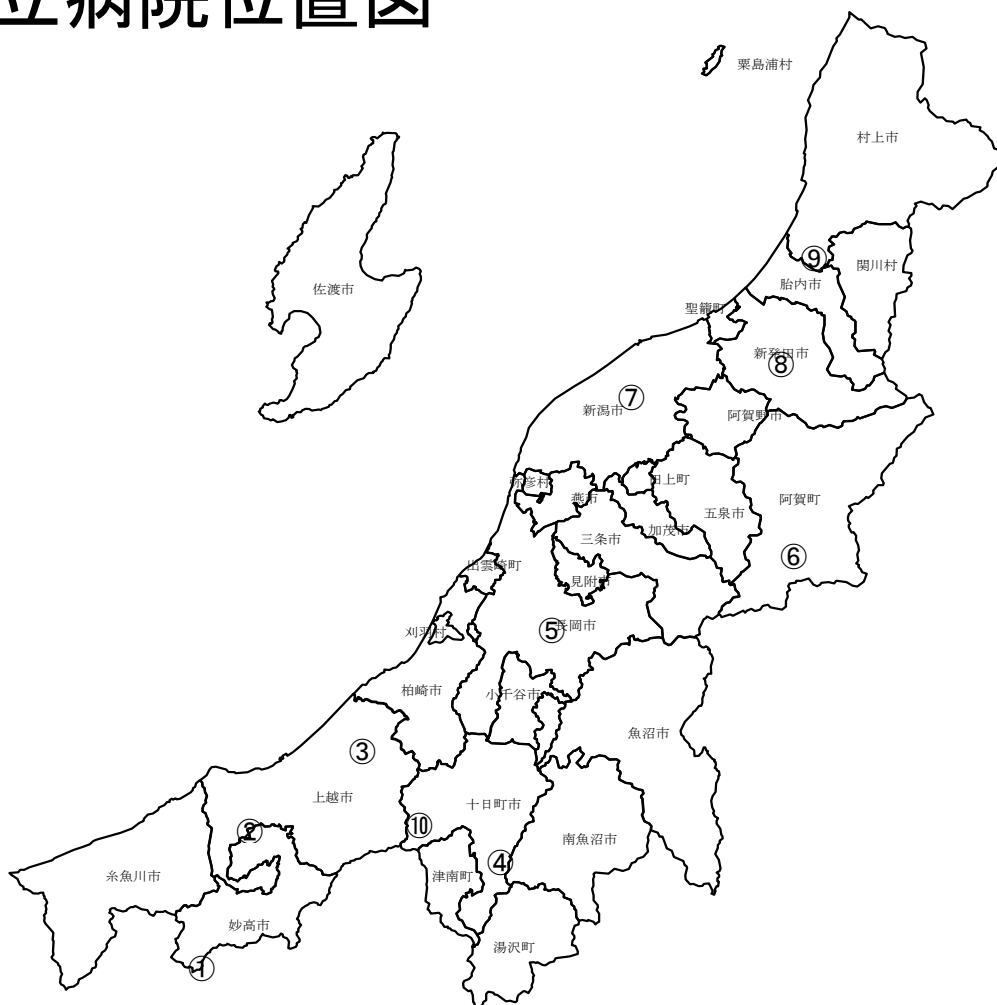 立病院位置図
粟島浦村
村上市
⑨
関川村
胎内市
佐渡市
聖籠町
新発田市
⑧
⑦
新潟市
阿賀野市
弥彦村
燕市
田上町
阿賀町
五泉市
加茂市
三条市
⑥
出雲崎町
見附市
刈羽村
⑤
長岡市
柏崎市
小千谷市
魚沼市
③
上越市
十日町市
⑩
②
南魚沼市
④
糸魚川市
津南町
妙高市
湯沢町
①